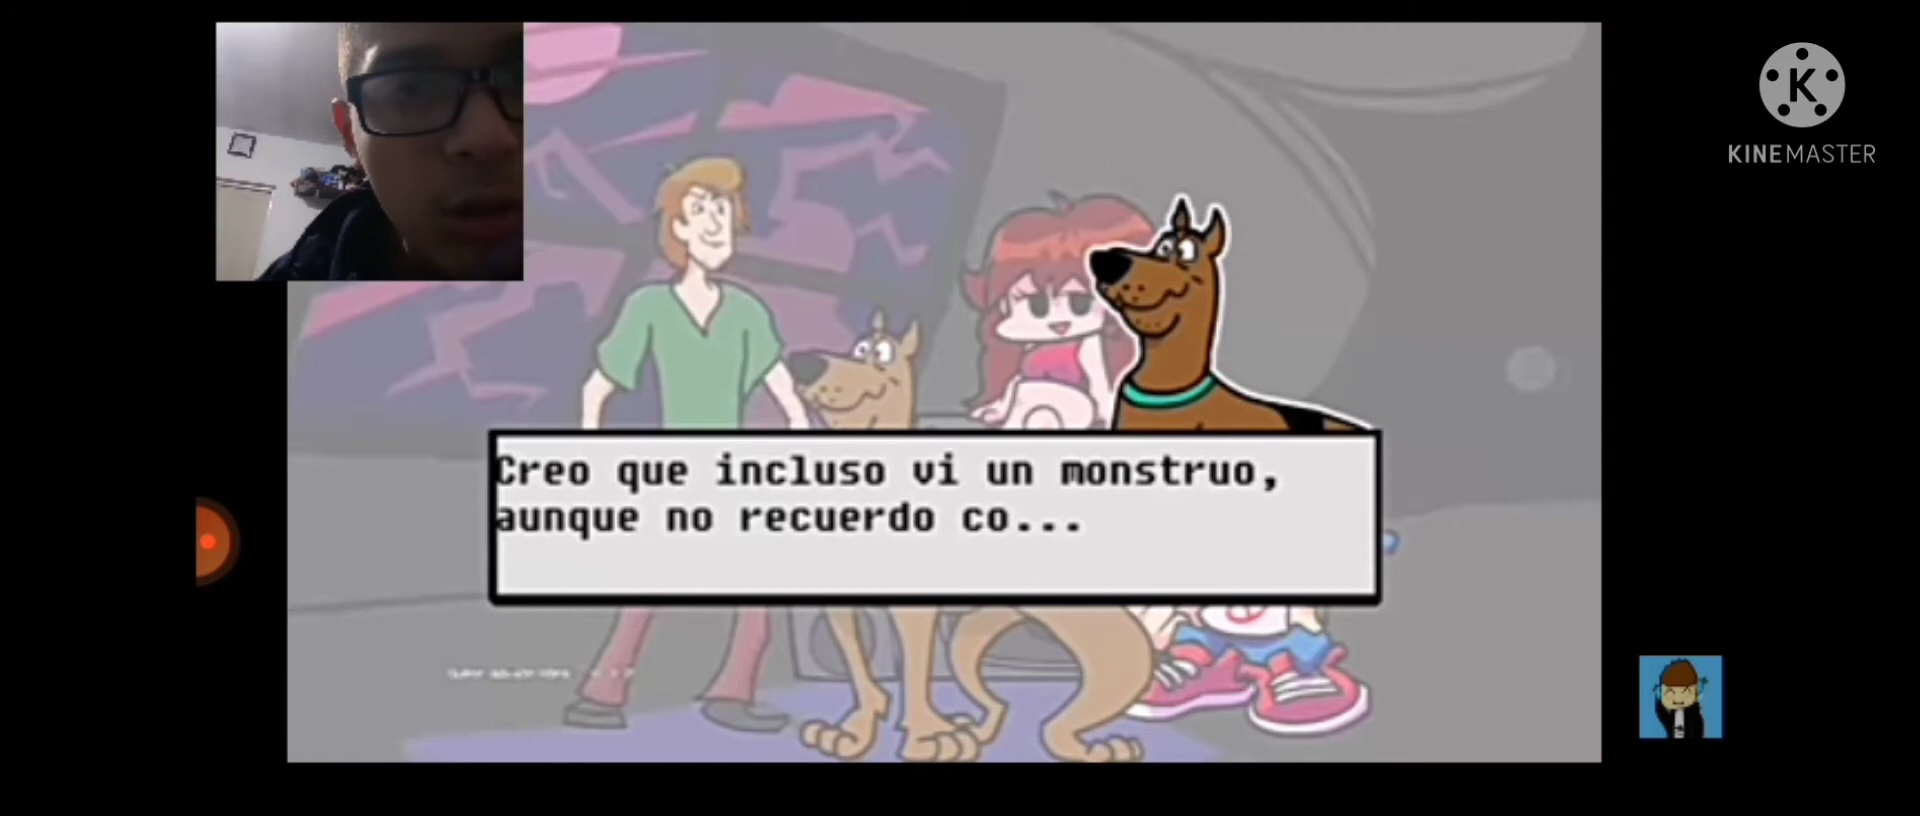 K
KINEMASTER
Creo que incluso vi un monstruo,
aunque no recuerdo co...